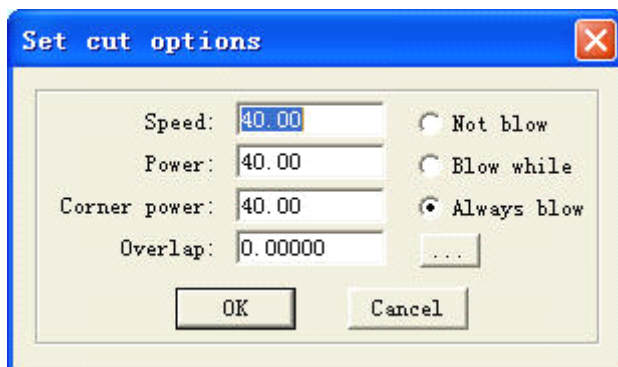 Set cut options
Speed: 40.00 Not blow
Power: 40.00 Blow while
Corner power: 40.00 Always blow
Overlap: 0.00000 ...
OK Cancel